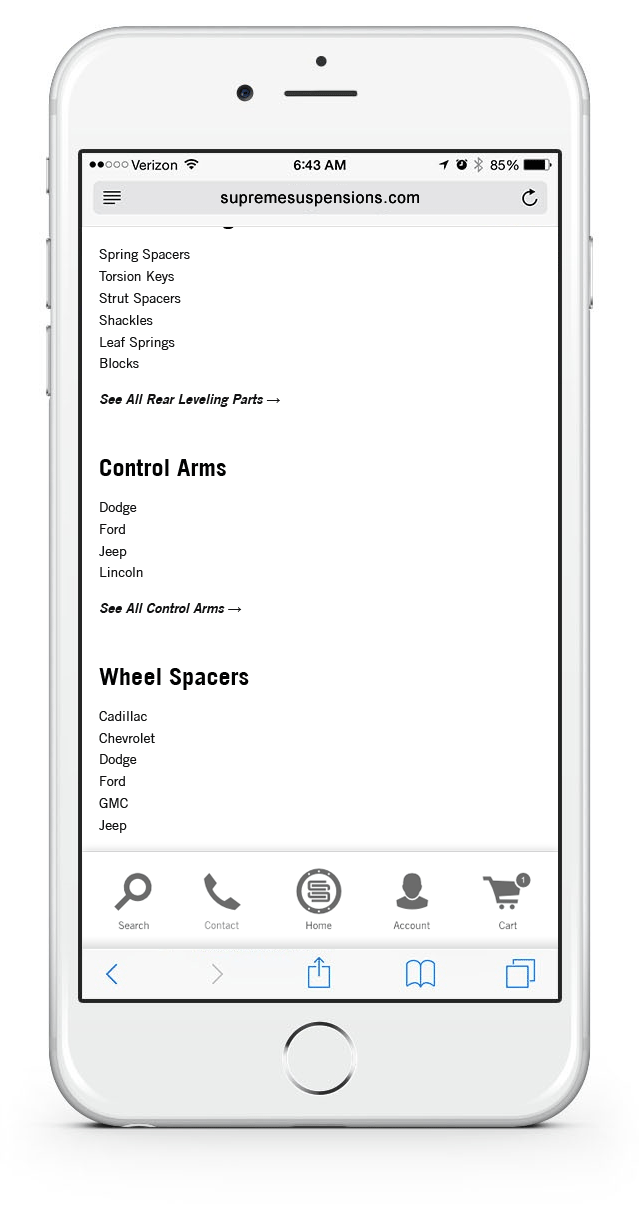 Verizon 6:43 AM 85%
supremesuspensions.com
Spring Spacers
Torsion Keys
Strut Spacers
Shackles
Leaf Springs
Blocks
See All Rear Leveling Parts →
Control Arms
Dodge
Ford
Jeep
Lincoln
See All Control Arms →
Wheel Spacers
Cadillac
Chevrolet
Dodge
Ford
GMC
Jeep
1
Search Contact Home Account Cart